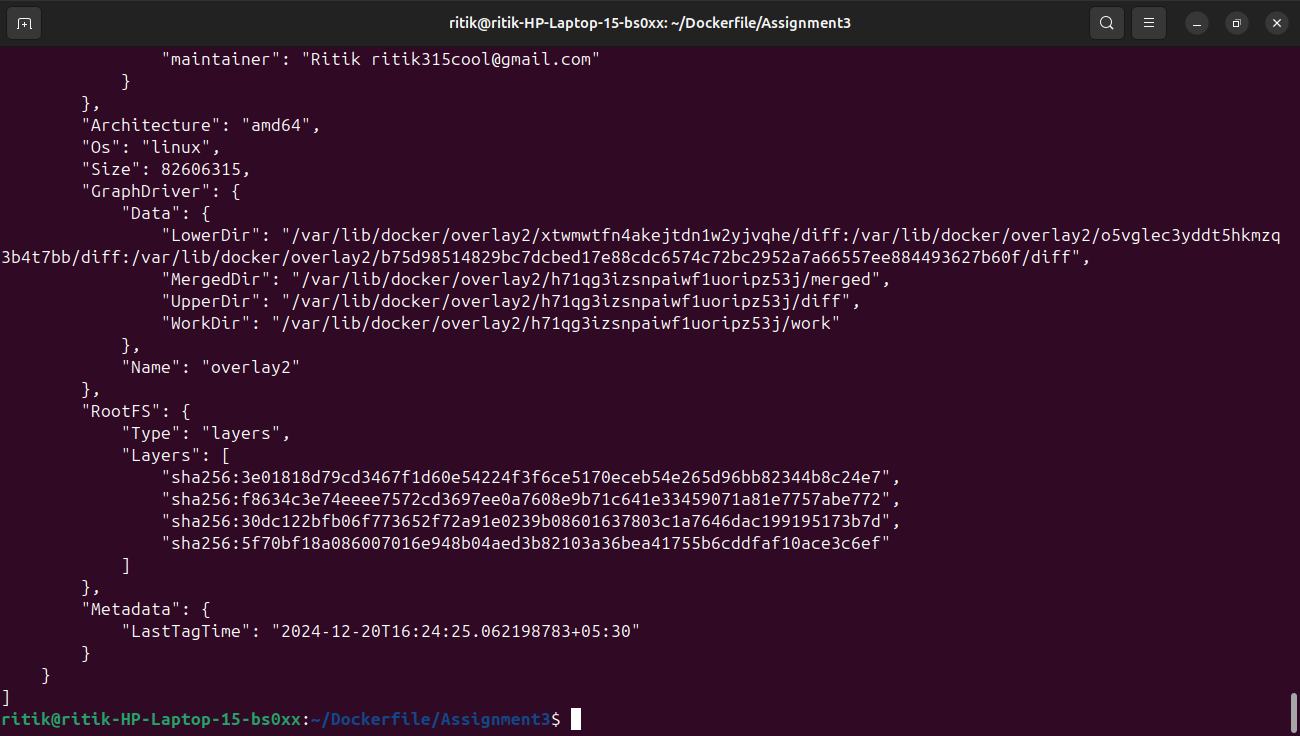 ritik@ritik-HP-Laptop-15-bs0xx: ~/Dockerfile/Assignment3
"maintainer": "Ritik ritik315cool@gmail.com"
}
},
"Architecture": "amd64",
"Os": "linux",
"Size": 82606315,
"GraphDriver": {
"Data": {
"LowerDir": "/var/lib/docker/overlay2/xtwmwtfn4akejtdn1w2yjvqhe/diff:/var/lib/docker/overlay2/o5vglec3yddt5hkmzq
3b4t7bb/diff:/var/lib/docker/overlay2/b75d98514829bc7dcbed17e88cdc6574c72bc2952a7a66557ee884493627b60f/diff",
"MergedDir": "/var/lib/docker/overlay2/h71qg3izsnpaiwf1uoripz53j/merged",
"UpperDir": "/var/lib/docker/overlay2/h71qg3izsnpaiwf1uoripz53j/diff",
"WorkDir": "/var/lib/docker/overlay2/h71qg3izsnpaiwf1uoripz53j/work"
},
"Name": "overlay2"
},
"RootFS": {
"Type": "layers",
"Layers": [
"sha256:3e01818d79cd3467f1d60e54224f3f6ce5170eceb54e265d96bb82344b8c24e7",
"sha256:f8634c3e74eeee7572cd3697ee0a7608e9b71c641e33459071a81e7757abe772",
"sha256:30dc122bfb06f773652f72a91e0239b08601637803c1a7646dac199195173b7d",
"sha256:5f70bf18a086007016e948b04aed3b82103a36bea41755b6cddfaf10ace3c6ef"
]
},
"Metadata": {
"LastTagTime": "2024-12-20T16:24:25.062198783+05:30"
}
}
]
ritik@ritik-HP-Laptop-15-bs0xx:~/Dockerfile/Assignment3$